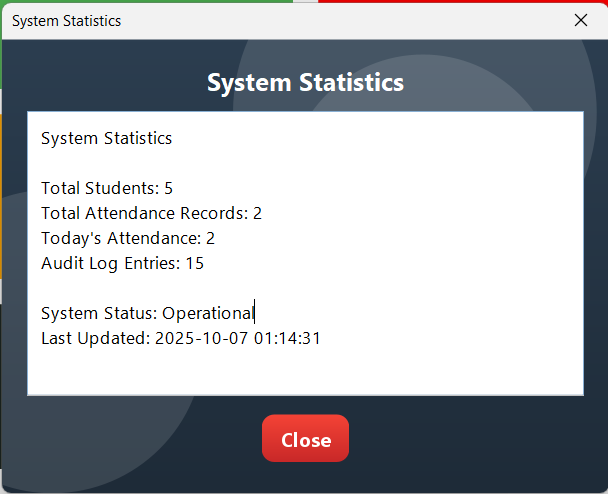 System Statistics
System Statistics
System Statistics
Total Students: 5
Total Attendance Records: 2
Today's Attendance: 2
Audit Log Entries: 15
System Status: Operational
Last Updated: 2025-10-07 01:14:31
Close